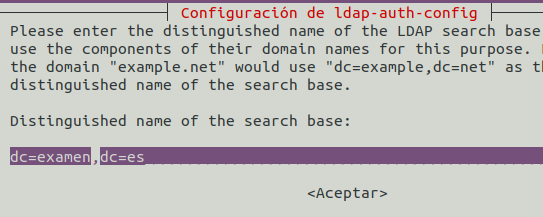 Configuración de ldap-auth-config
Please enter the distinguished name of the LDAP search base
use the components of their domain names for this purpose.
the domain "example.net" would use "dc=example,dc=net" as
distinguished name of the search base.
Distinguished name of the search base:
dc=examen,dc=es
<Aceptar>